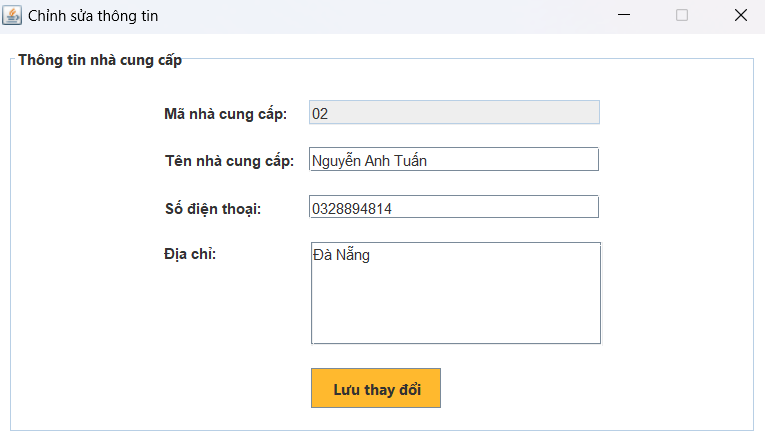 Chỉnh sửa thông tin
Thông tin nhà cung cấp
Mã nhà cung cấp: 02
Tên nhà cung cấp: Nguyễn Anh Tuấn
Số điện thoại: 0328894814
Địa chỉ: Đà Nẵng
Lưu thay đổi